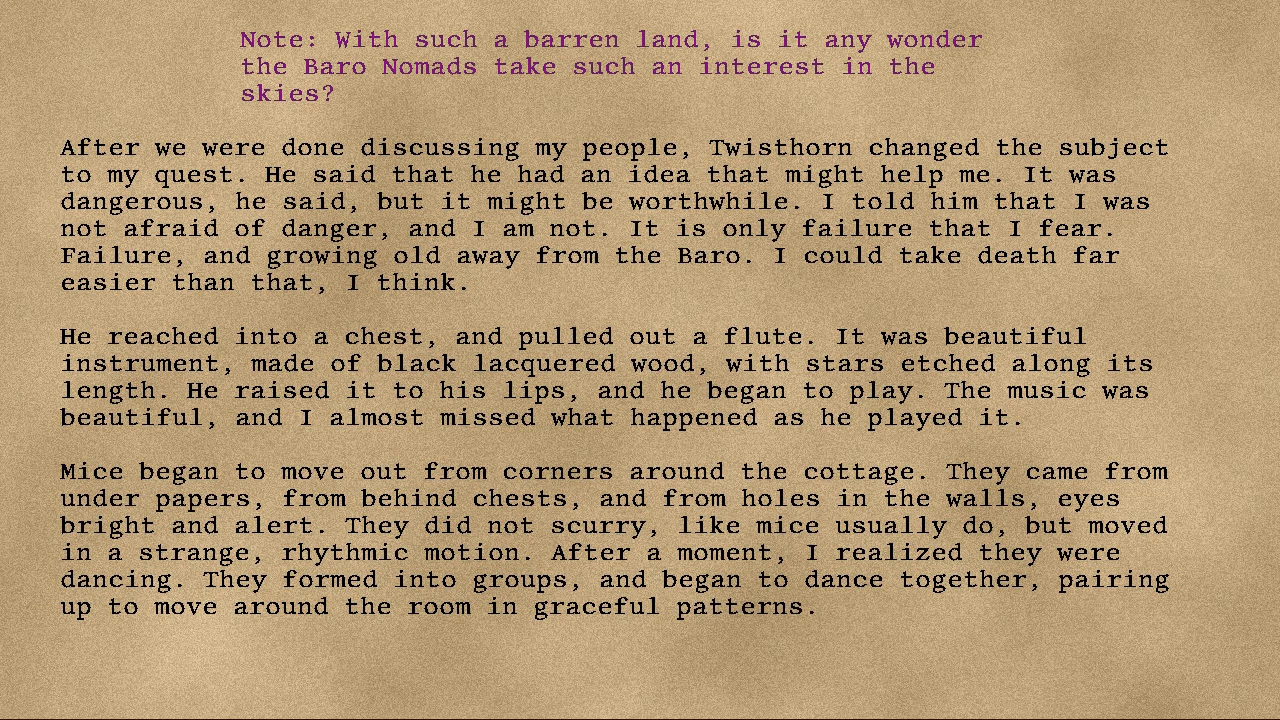 Note: With such a barren land, is it any wonder
the Baro Nomads take such an interest in the
skies?
After we were done discussing my people, Twisthorn changed the subject
to my quest. He said that he had an idea that might help me. It was
dangerous, he said, but it might be worthwhile. I told him that I was
not afraid of danger, and I am not. It is only failure that I fear.
Failure, and growing old away from the Baro. I could take death far
easier than that, I think.
He reached into a chest, and pulled out a flute. It was beautiful
instrument, made of black lacquered wood, with stars etched along its
length. He raised it to his lips, and he began to play. The music was
beautiful, and I almost missed what happened as he played it.
Mice began to move out from corners around the cottage. They came from
under papers, from behind chests, and from holes in the walls, eyes
bright and alert. They did not scurry, like mice usually do, but moved
in a strange, rhythmic motion. After a moment, I realized they were
dancing. They formed into groups, and began to dance together, pairing
up to move around the room in graceful patterns.